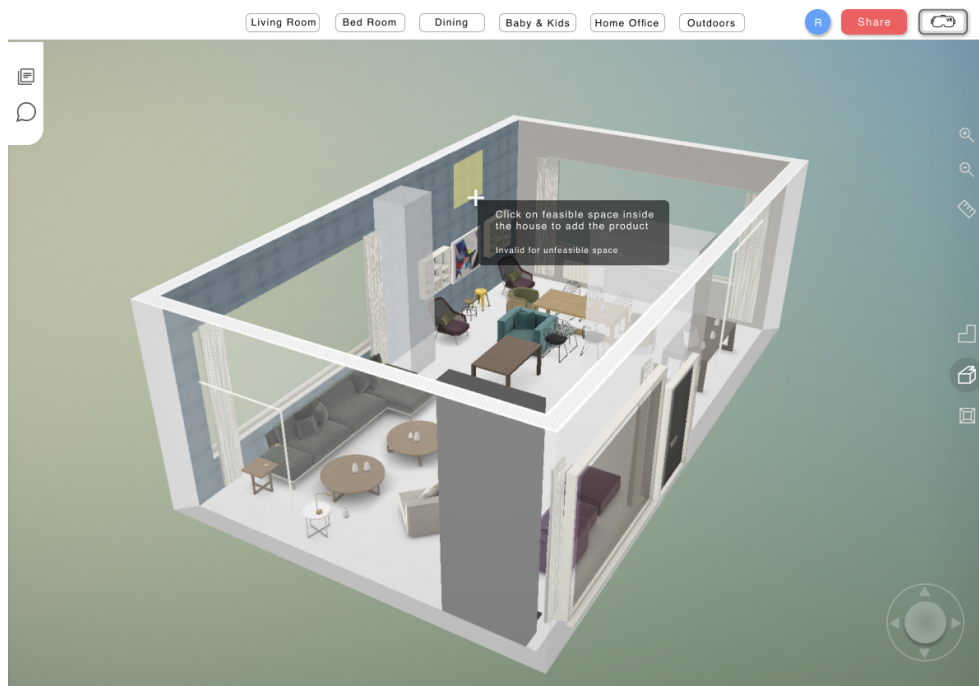 Living Room
Bed Room
Dining
Baby & Kids
Home Office
Outdoors
R
Share
VR
Click on feasible space inside
the house to add the product
Invalid for unfeasible space